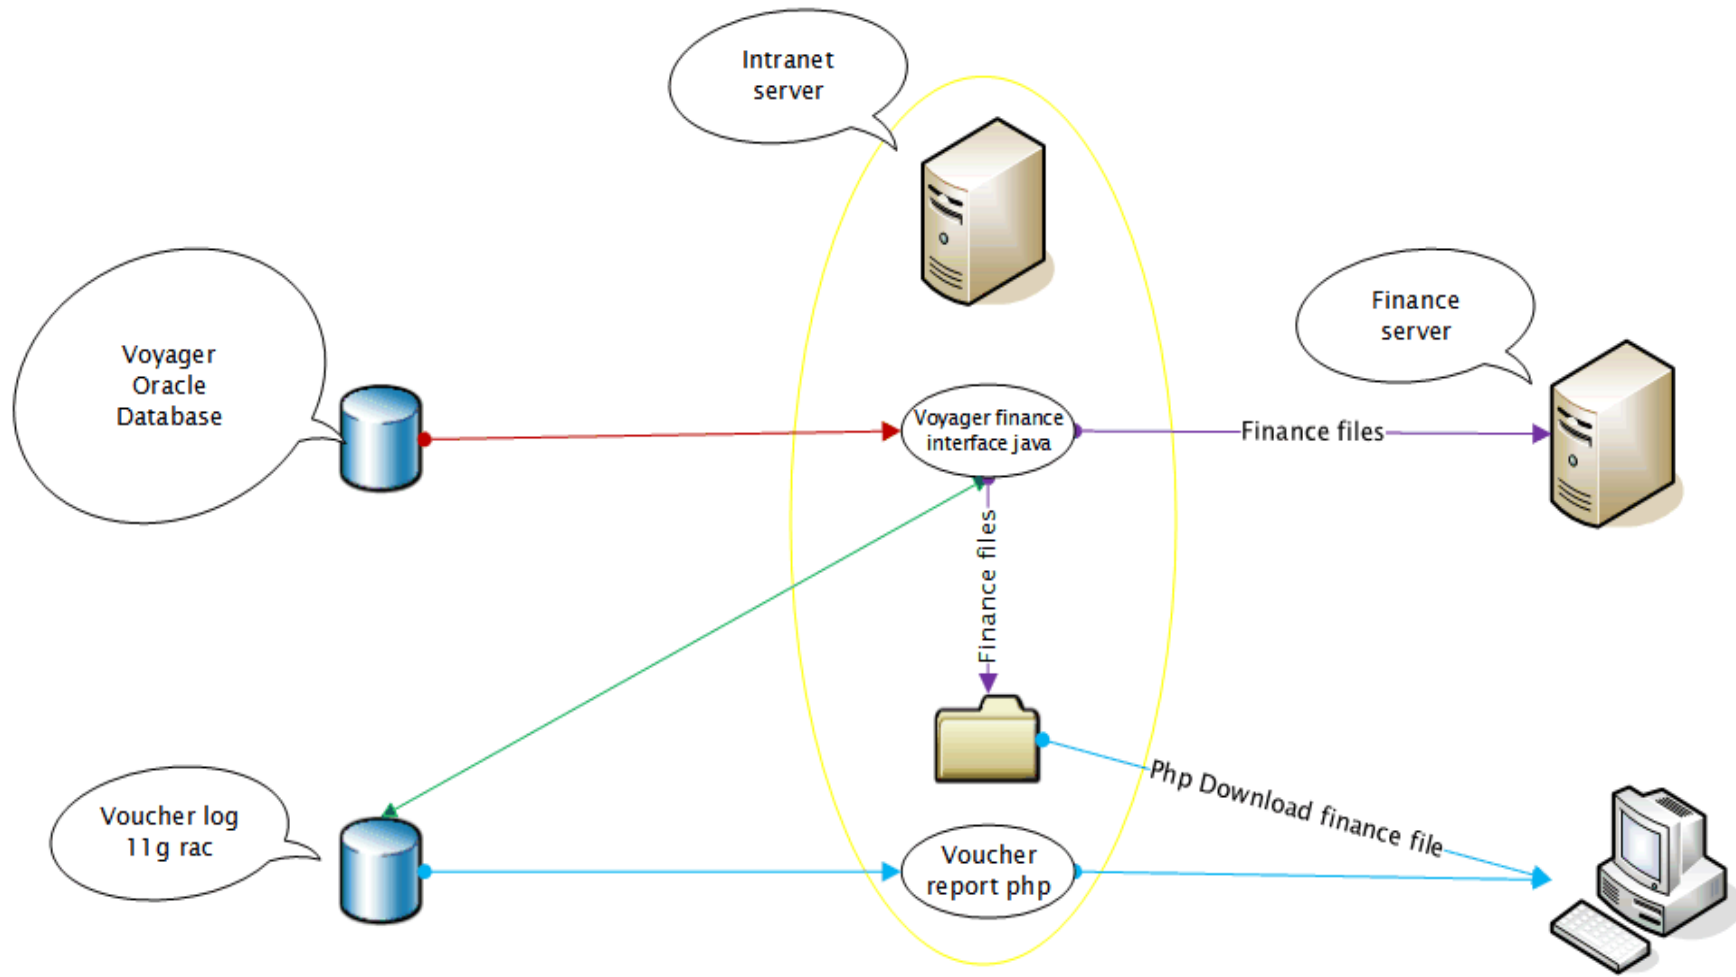 Intranet
server
Finance
server
Voyager
Oracle
Database
Voyager finance
interface java
Finance files
Finance files
Php Download finance file
Voucher log
11g rac
Voucher
report php